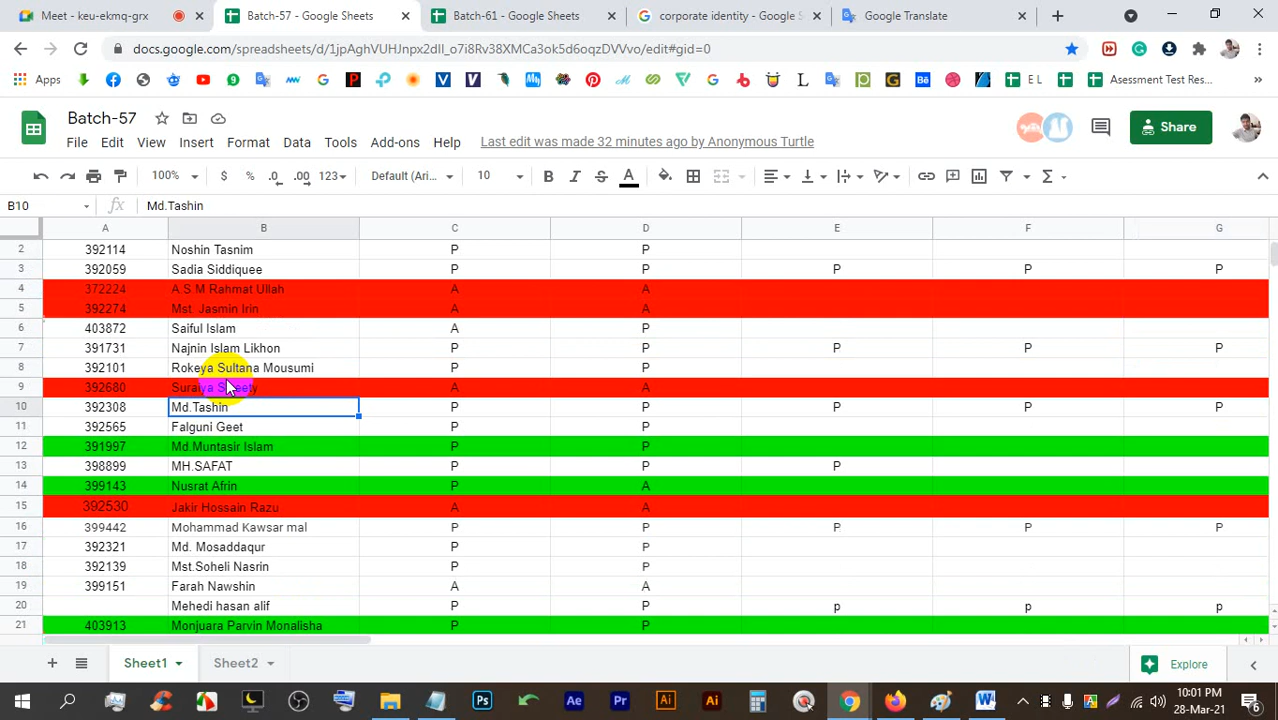 Meet - keu-ekmq-grx
Batch-57 - Google Sheets
Batch-61 - Google Sheets
corporate identity - Google S
Google Translate
docs.google.com/spreadsheets/d/1jpAghVUHJnpx2dlI_o7i8Rv38XMCa3ok5d6oqzDVVvo/edit#gid=0
Apps
E L
Asessment Test Res...
Batch-57
File Edit View Insert Format Data Tools Add-ons Help Last edit was made 32 minutes ago by Anonymous Turtle
Share
100% $ % .0 .00 123 Default (Ari... 10 B I S A
B10 fx Md.Tashin
A B C D E F G
2 392114 Noshin Tasnim P P
3 392059 Sadia Siddiquee P P P P P
4 372224 A.S.M Rahmat Ullah A A
5 392274 Mst. Jasmin Irin A A
6 403872 Saiful Islam A P
7 391731 Najnin Islam Likhon P P P P P
8 392101 Rokeya Sultana Mousumi P P
9 392680 Suraiya Sweety A A
10 392308 Md.Tashin P P P P P
11 392565 Falguni Geet P P
12 391997 Md.Muntasir Islam P P
13 398899 MH.SAFAT P P P
14 399143 Nusrat Afrin P A
15 392530 Jakir Hossain Razu A A
16 399442 Mohammad Kawsar mal P P P P P
17 392321 Md. Mosaddaqur P P
18 392139 Mst.Soheli Nasrin P P
19 399151 Farah Nawshin A A
20 Mehedi hasan alif P P p p p
21 403913 Monjuara Parvin Monalisha P P
Sheet1 Sheet2 Explore
10:01 PM
28-Mar-21
6